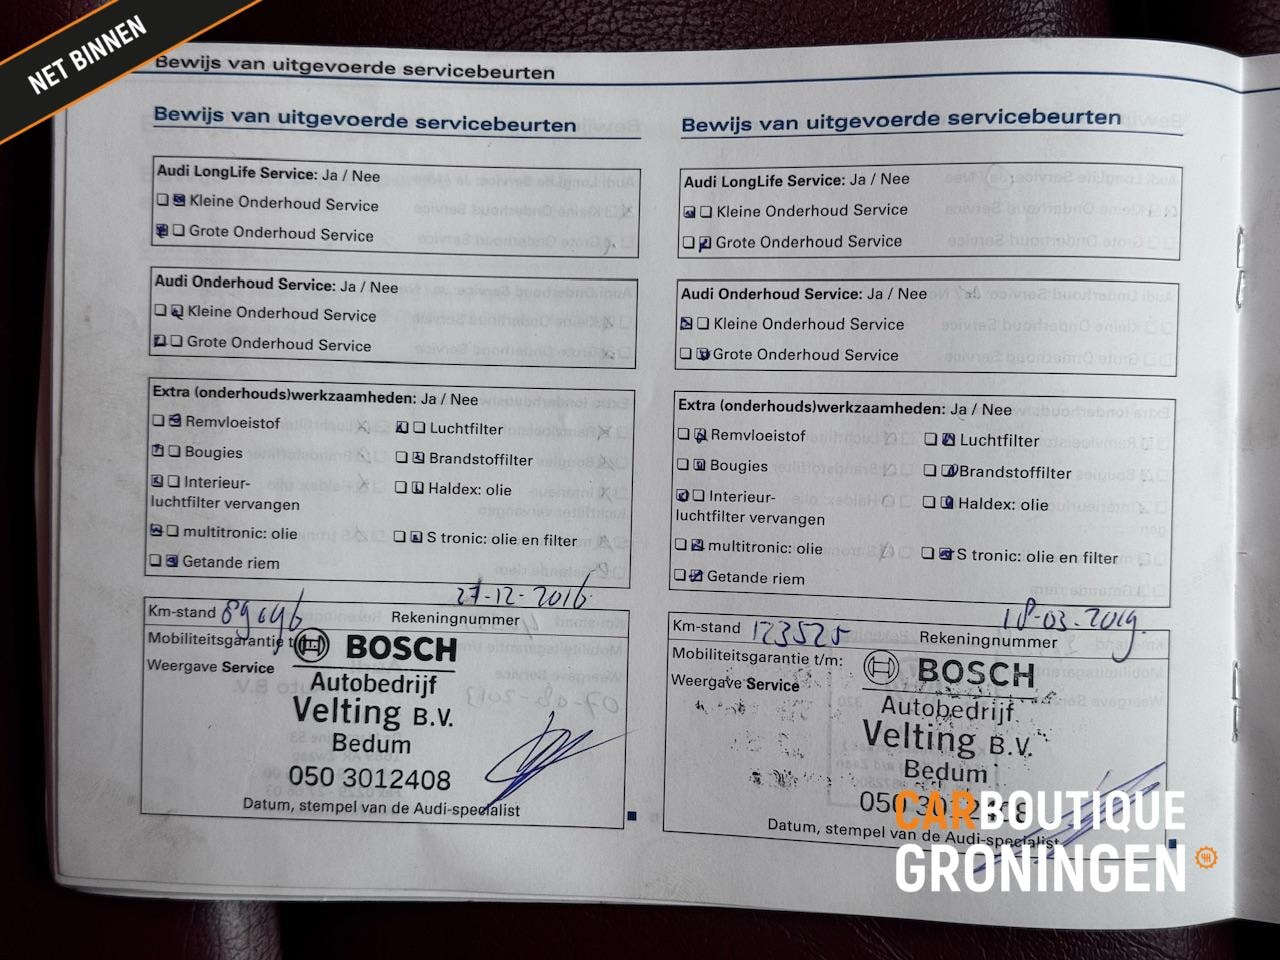 NET BINNEN
Bewijs van uitgevoerde servicebeurten
Bewijs van uitgevoerde servicebeurten
Audi LongLife Service: Ja / Nee
Kleine Onderhoud Service
Grote Onderhoud Service
Audi Onderhoud Service: Ja / Nee
Kleine Onderhoud Service
Grote Onderhoud Service
Extra (onderhouds)werkzaamheden: Ja / Nee
Remvloeistof
Luchtfilter
Bougies
Brandstoffilter
Interieur-
luchtfilter vervangen
Haldex: olie
multitronic: olie
S tronic: olie en filter
Getande riem
27-12-2016
Km-stand
Rekeningnummer
Mobiliteitsgarantie
Weergave Service
BOSCH
Autobedrijf
Velting B.V.
Bedum
050 3012408
Datum, stempel van de Audi-specialist
Bewijs van uitgevoerde servicebeurten
Audi LongLife Service: Ja / Nee
Kleine Onderhoud Service
Grote Onderhoud Service
Audi Onderhoud Service: Ja / Nee
Kleine Onderhoud Service
Grote Onderhoud Service
Extra (onderhouds)werkzaamheden: Ja / Nee
Remvloeistof
Luchtfilter
Bougies
Brandstoffilter
Interieur-
luchtfilter vervangen
Haldex: olie
multitronic: olie
S tronic: olie en filter
Getande riem
18-03-2019
Km-stand 123525
Rekeningnummer
Mobiliteitsgarantie t/m:
Weergave Service
BOSCH
Autobedrijf
Velting B.V.
Bedum
050 3012408
Datum, stempel van de Audi-specialist
CARBOUTIQUE
GRONINGEN